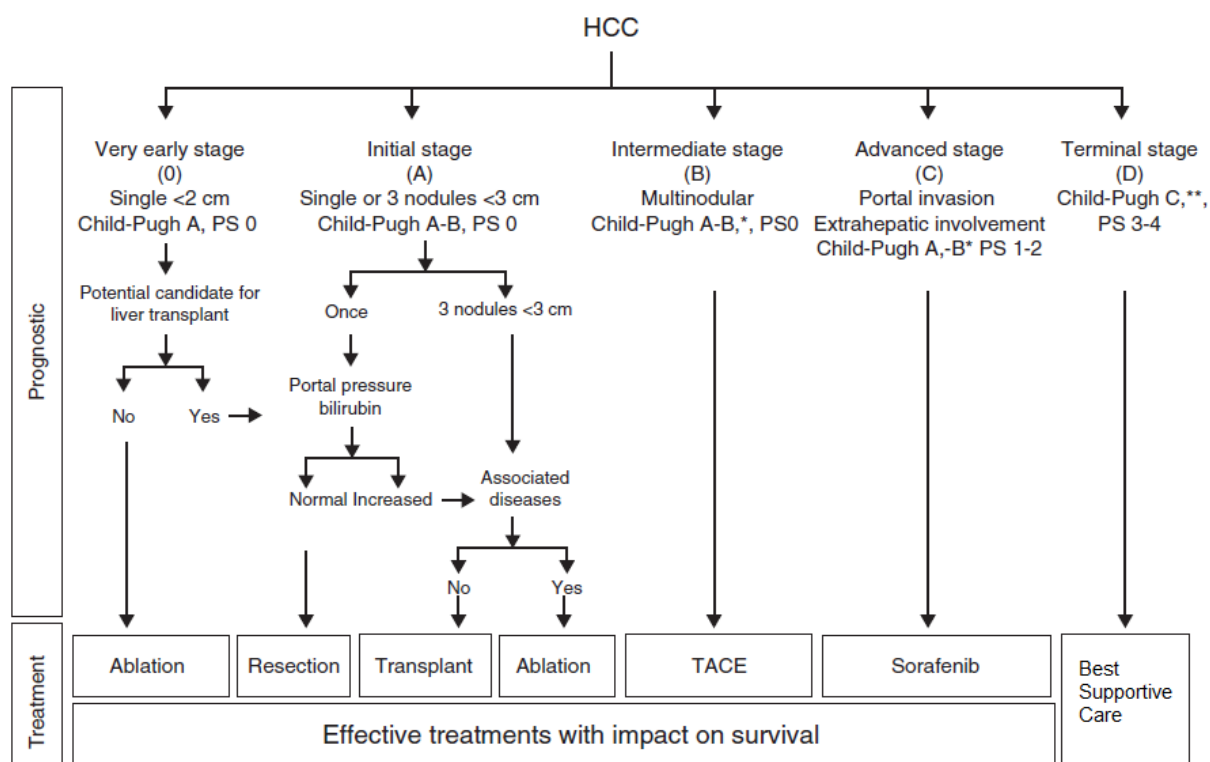 HCC
Prognostic
Very early stage
(0)
Single <2 cm
Child-Pugh A, PS 0
Initial stage
(A)
Single or 3 nodules <3 cm
Child-Pugh A-B, PS 0
Intermediate stage
(B)
Multinodular
Child-Pugh A-B,*, PS0
Advanced stage
(C)
Portal invasion
Extrahepatic involvement
Child-Pugh A,-B* PS 1-2
Terminal stage
(D)
Child-Pugh C,**,
PS 3-4
Potential candidate for
liver transplant
No
Yes
Once
3 nodules <3 cm
Portal pressure
bilirubin
Normal
Increased
Associated
diseases
No
Yes
Treatment
Ablation
Resection
Transplant
Ablation
TACE
Sorafenib
Best
Supportive
Care
Effective treatments with impact on survival